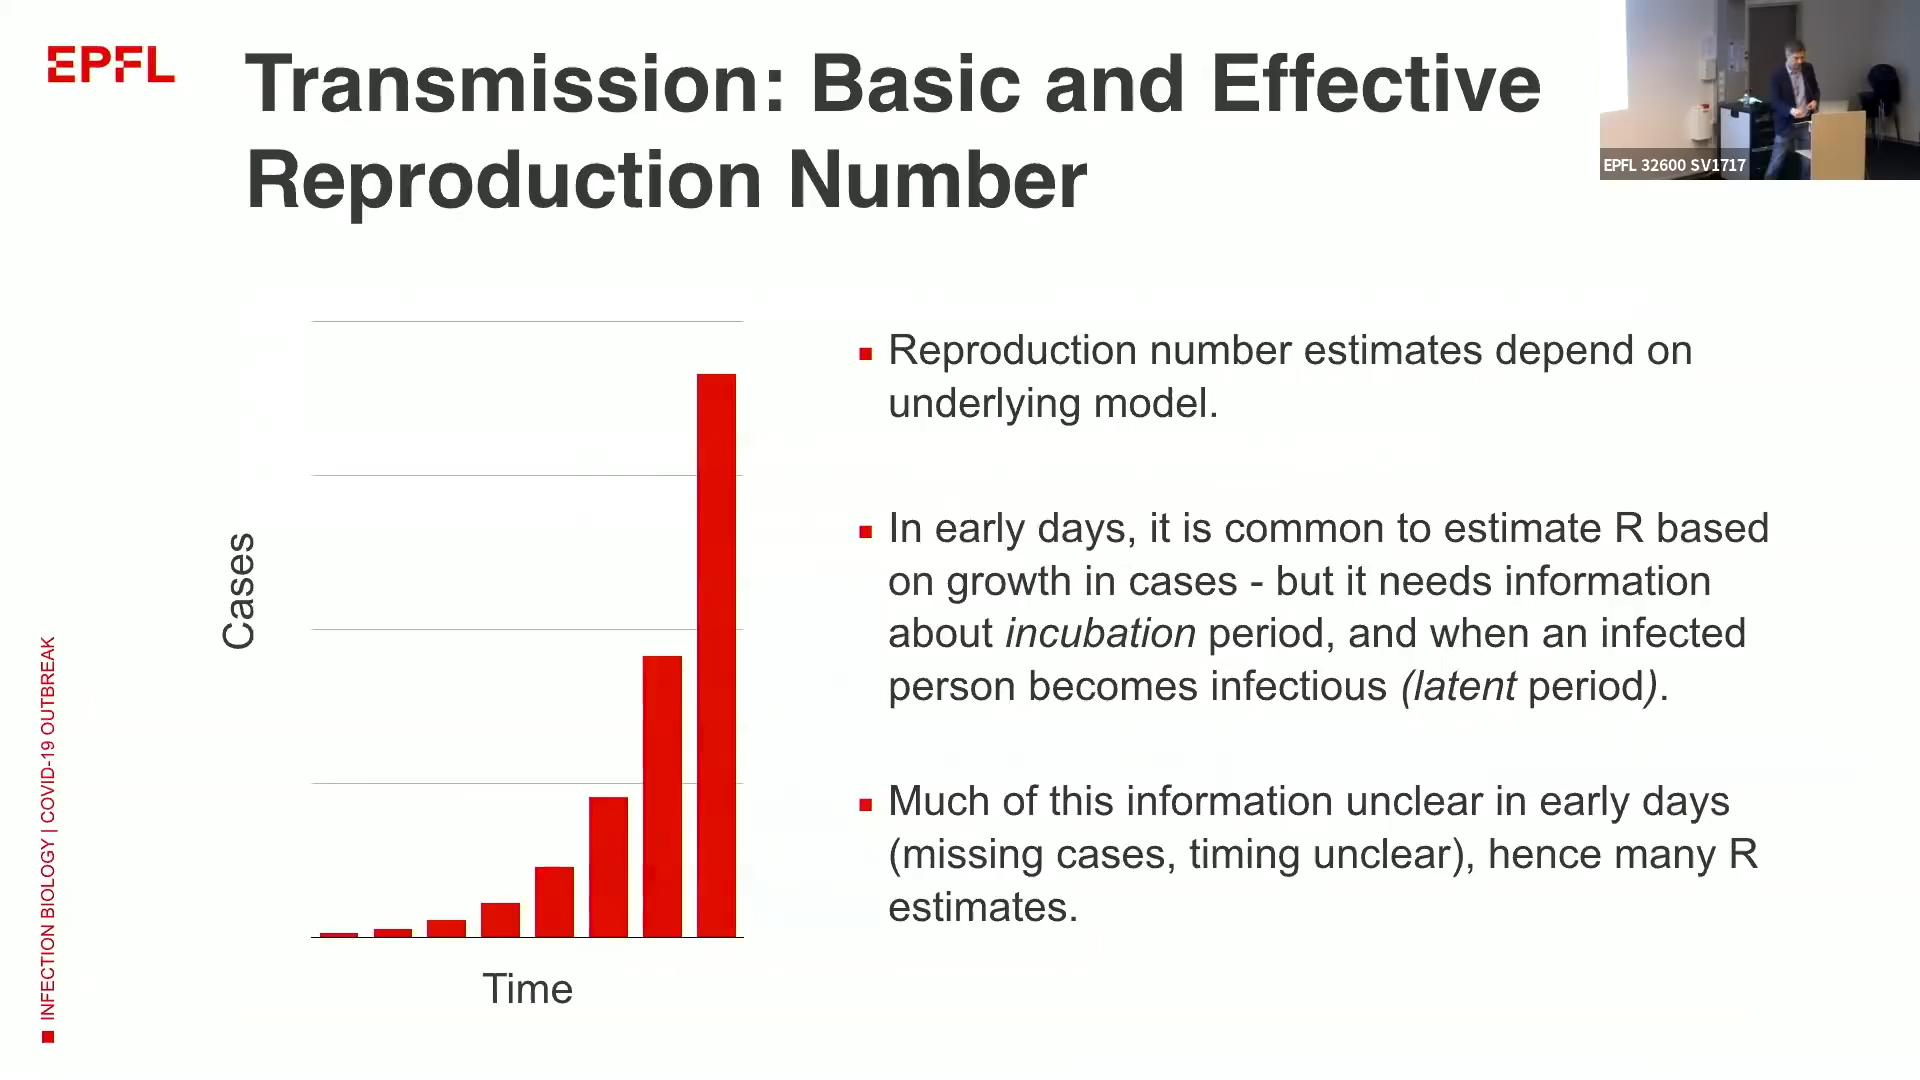 EPFL
Transmission: Basic and Effective
Reproduction Number
EPFL 32600 SV1717
Cases
Time
▪ Reproduction number estimates depend on
underlying model.
▪ In early days, it is common to estimate R based
on growth in cases - but it needs information
about incubation period, and when an infected
person becomes infectious (latent period).
▪ Much of this information unclear in early days
(missing cases, timing unclear), hence many R
estimates.
■ INFECTION BIOLOGY | COVID-19 OUTBREAK